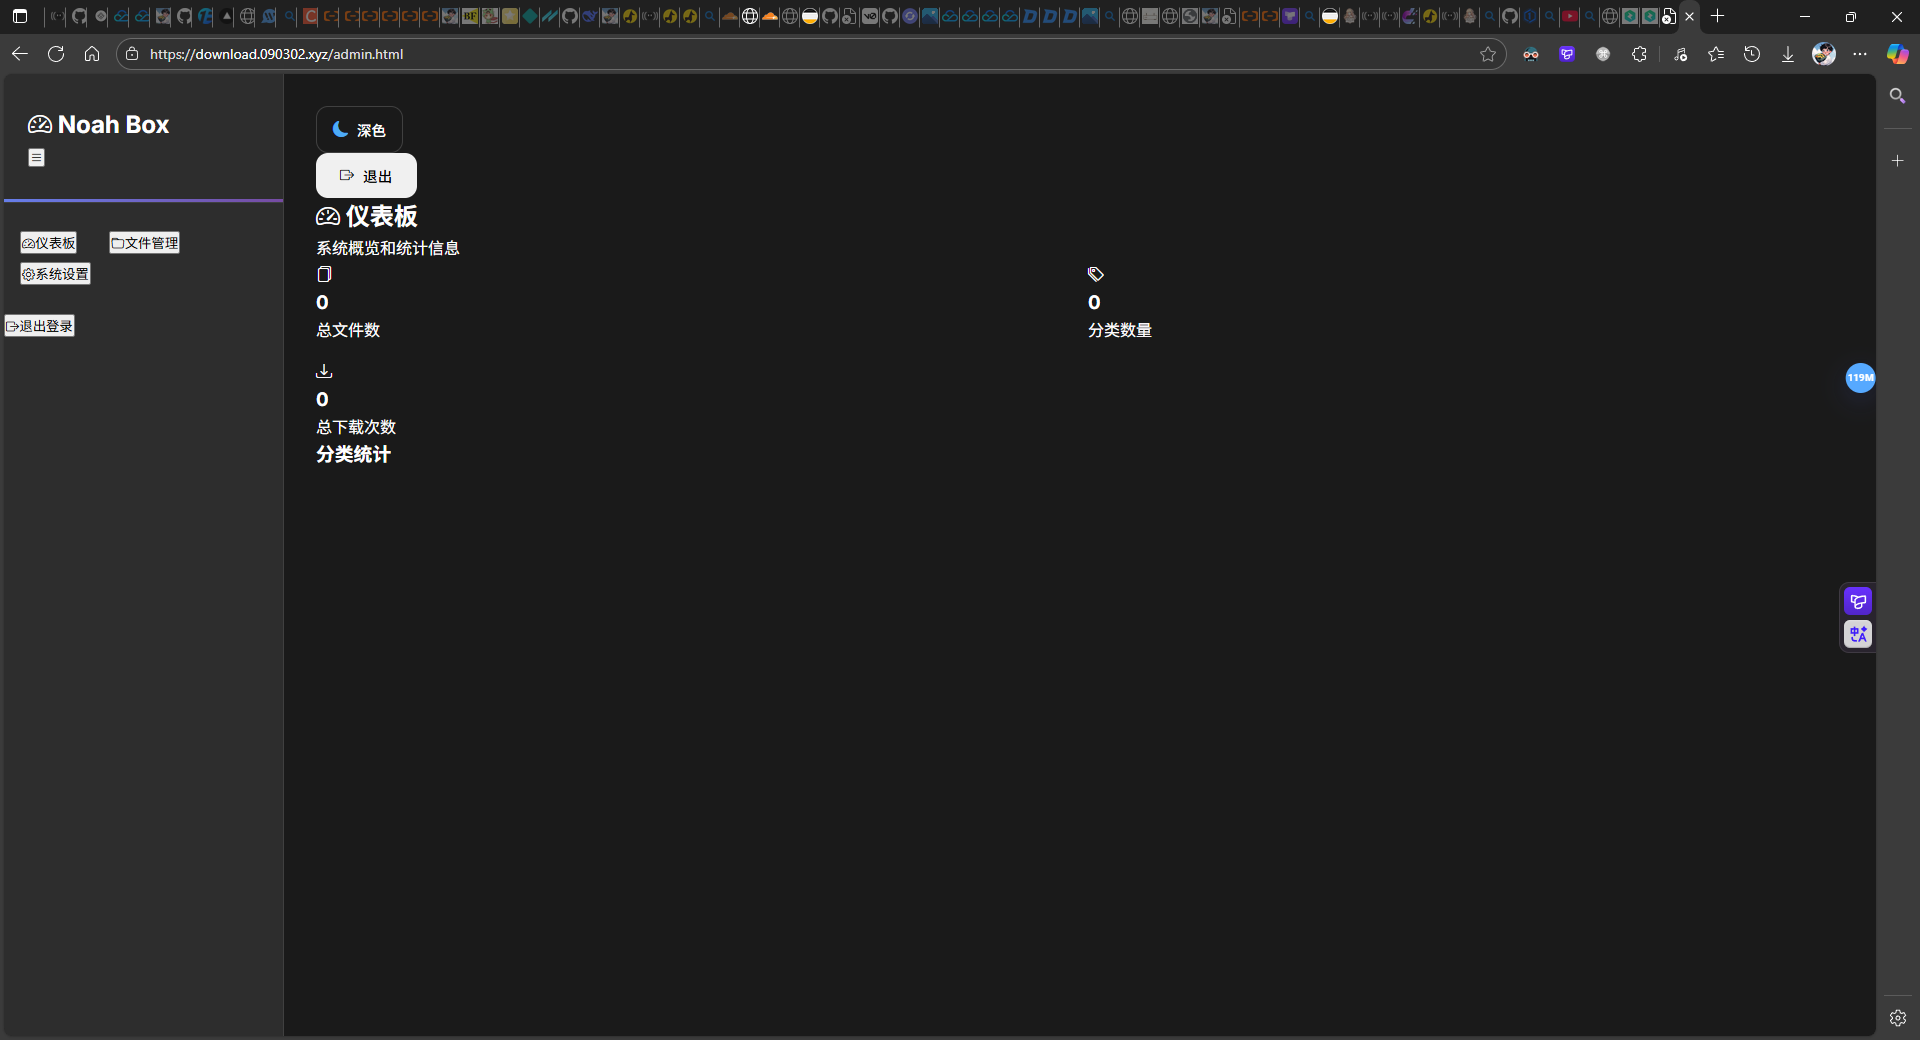 https://download.090302.xyz/admin.html
Noah Box
仪表板
文件管理
系统设置
退出登录
深色
退出
仪表板
系统概览和统计信息
0
总文件数
0
分类数量
0
总下载次数
分类统计
119M